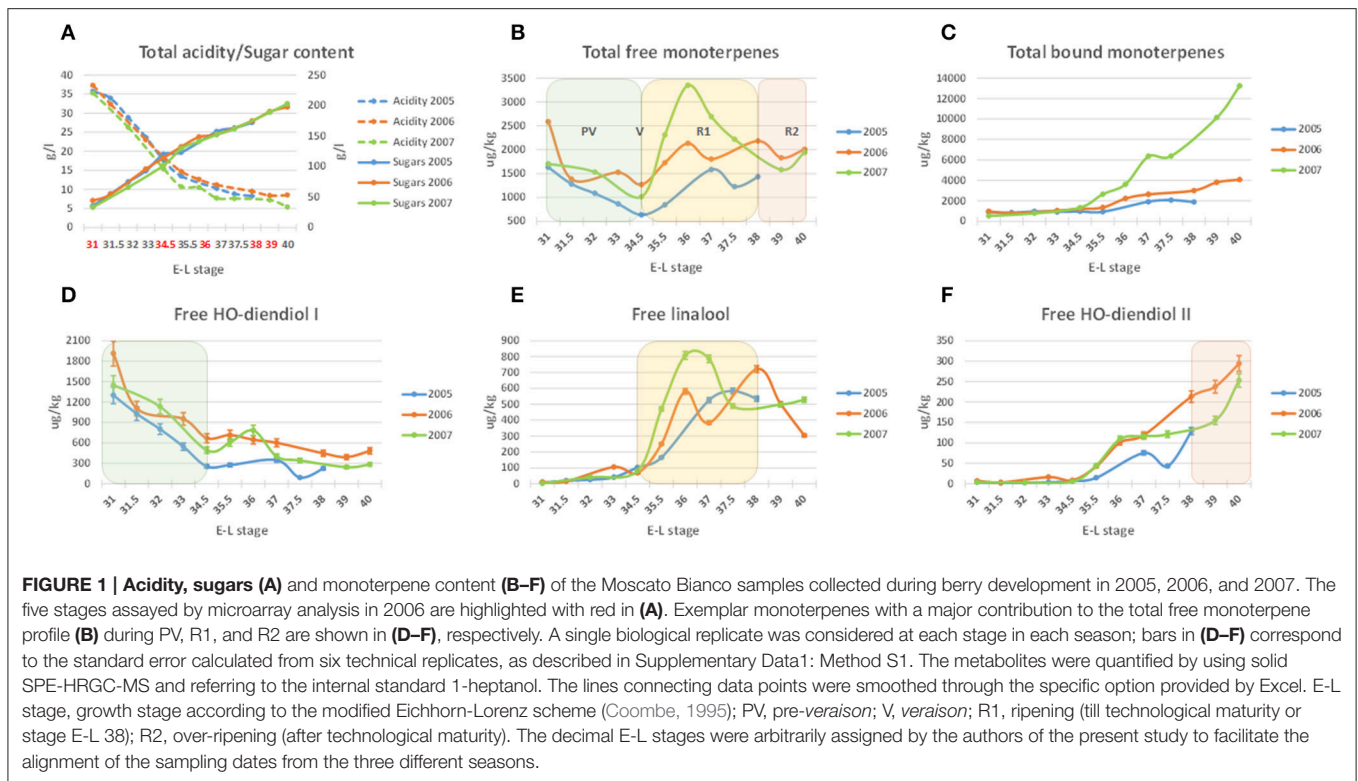 A
Total acidity/Sugar content
40
35
30
25
20
15
10
5
0
g/l
250
200
150
100
50
0
g/l
31 31.5 32 33 34.5 35.5 36 37 37.5 38 39 40
E-L stage
Acidity 2005
Acidity 2006
Acidity 2007
Sugars 2005
Sugars 2006
Sugars 2007
B
Total free monoterpenes
3500
3000
2500
2000
1500
1000
500
ug/kg
PV V R1 R2
31 31.5 32 33 34.5 35.5 36 37 37.5 38 39 40
E-L stage
2005
2006
2007
C
Total bound monoterpenes
14000
12000
10000
8000
6000
4000
2000
0
ug/kg
31 31.5 32 33 34.5 35.5 36 37 37.5 38 39 40
E-L stage
2005
2006
2007
D
Free HO-diendiol I
2100
1800
1500
1200
900
600
300
0
ug/kg
31 31.5 32 33 34.5 35.5 36 37 37.5 38 39 40
E-L stage
2005
2006
2007
E
Free linalool
900
800
700
600
500
400
300
200
100
0
ug/kg
31 31.5 32 33 34.5 35.5 36 37 37.5 38 39 40
E-L stage
2005
2006
2007
F
Free HO-diendiol II
350
300
250
200
150
100
50
0
ug/kg
31 31.5 32 33 34.5 35.5 36 37 37.5 38 39 40
E-L stage
2005
2006
2007
FIGURE 1 | Acidity, sugars (A) and monoterpene content (B–F) of the Moscato Bianco samples collected during berry development in 2005, 2006, and 2007. The
five stages assayed by microarray analysis in 2006 are highlighted with red in (A). Exemplar monoterpenes with a major contribution to the total free monoterpene
profile (B) during PV, R1, and R2 are shown in (D–F), respectively. A single biological replicate was considered at each stage in each season; bars in (D–F) correspond
to the standard error calculated from six technical replicates, as described in Supplementary Data1: Method S1. The metabolites were quantified by using solid
SPE-HRGC-MS and referring to the internal standard 1-heptanol. The lines connecting data points were smoothed through the specific option provided by Excel. E-L
stage, growth stage according to the modified Eichhorn-Lorenz scheme (Coombe, 1995); PV, pre-veraison; V, veraison; R1, ripening (till technological maturity or
stage E-L 38); R2, over-ripening (after technological maturity). The decimal E-L stages were arbitrarily assigned by the authors of the present study to facilitate the
alignment of the sampling dates from the three different seasons.